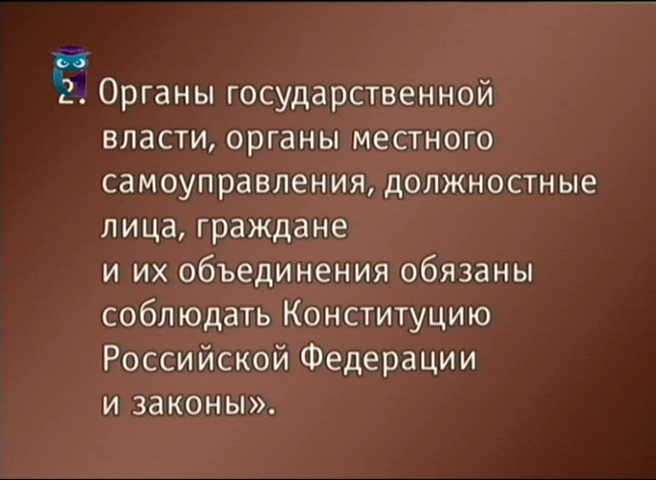 2. Органы государственной
власти, органы местного
самоуправления, должностные
лица, граждане
и их объединения обязаны
соблюдать Конституцию
Российской Федерации
и законы».